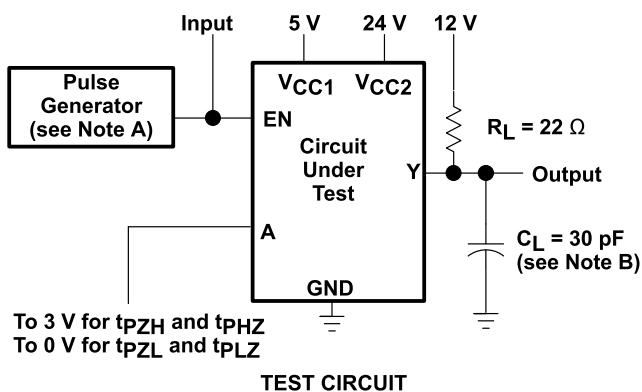 Input 5 V 24 V 12 V
Pulse
Generator
(see Note A)
VCC1 VCC2
EN
Circuit
Under
Test
RL = 22 Ω
Y
Output
A
CL = 30 pF
(see Note B)
GND
To 3 V for tPZH and tPHZ
To 0 V for tPZL and tPLZ
TEST CIRCUIT